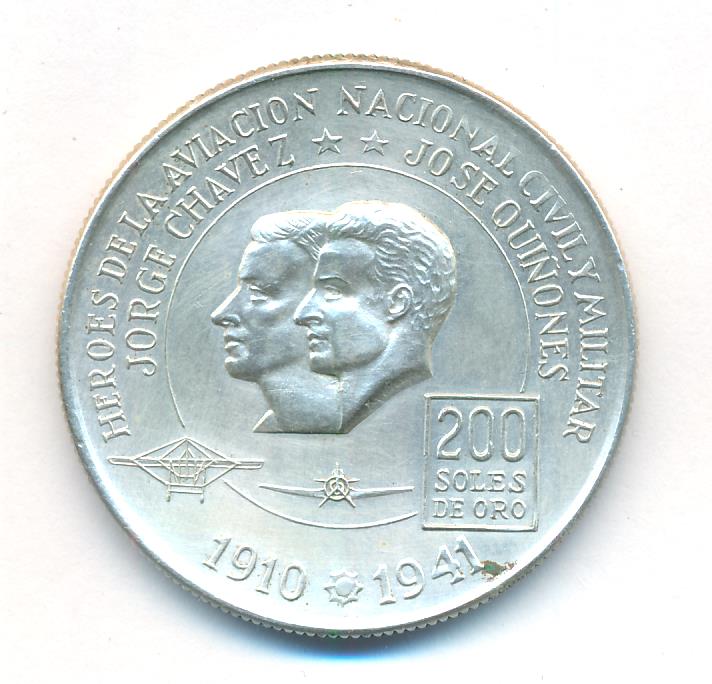 HEROES DE LA AVIACION NACIONAL CIVIL Y MILITAR
JORGE CHAVEZ JOSE QUIÑONES
200
SOLES
DE ORO
1910 1941